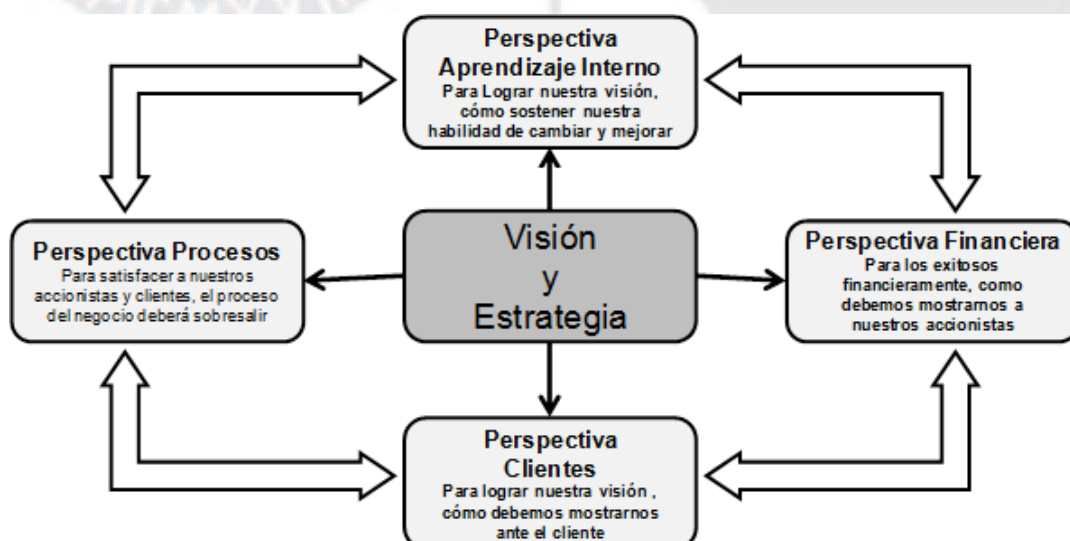 Perspectiva
Aprendizaje Interno
Para Lograr nuestra visión,
cómo sostener nuestra
habilidad de cambiar y mejorar
Perspectiva Procesos
Para satisfacer a nuestros
accionistas y clientes, el proceso
del negocio deberá sobresalir
Visión
y
Estrategia
Perspectiva Financiera
Para los exitosos
financieramente, como
debemos mostrarnos a
nuestros accionistas
Perspectiva
Clientes
Para lograr nuestra visión ,
cómo debemos mostrarnos
ante el cliente